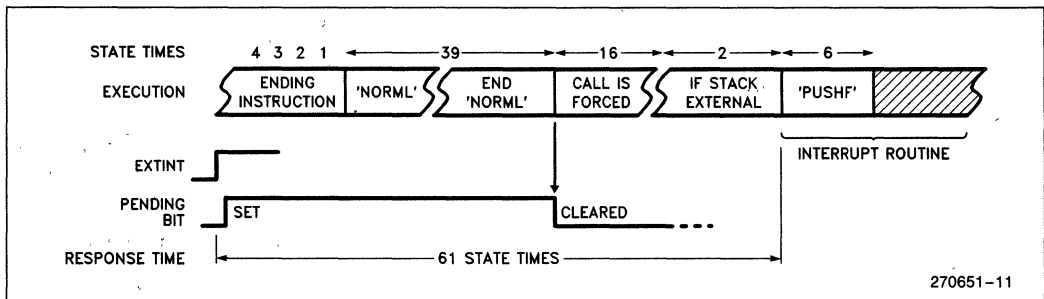 STATE TIMES 4 3 2 1 39 16 2 6
EXECUTION ENDING INSTRUCTION 'NORML' END 'NORML' CALL IS FORCED IF STACK EXTERNAL 'PUSHF'
INTERRUPT ROUTINE
EXTINT
PENDING BIT SET CLEARED
RESPONSE TIME 61 STATE TIMES
270651-11